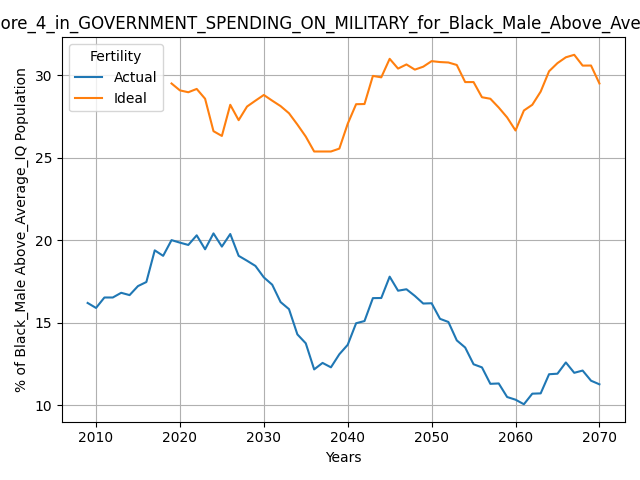 ore_4_in_GOVERNMENT_SPENDING_ON_MILITARY_for_Black_Male_Above_Ave
Fertility
Actual
Ideal
% of Black_Male Above_Average_IQ Population
30
25
20
15
10
2010 2020 2030 2040 2050 2060 2070
Years